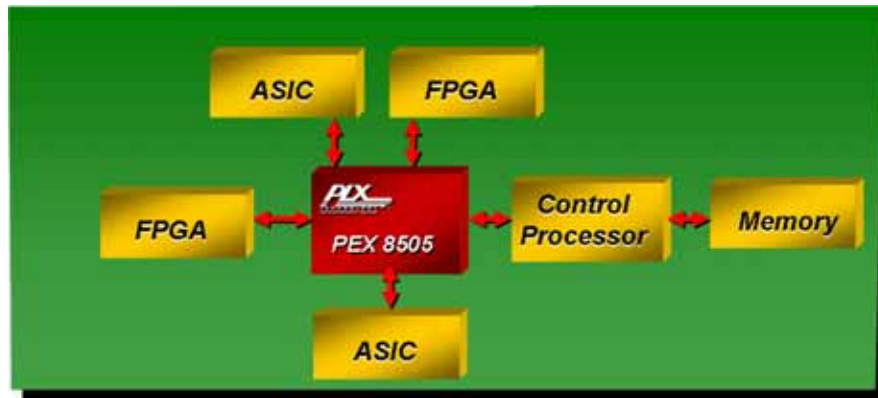 ASIC
FPGA
FPGA
PLX
PEX 8505
Control
Processor
Memory
ASIC